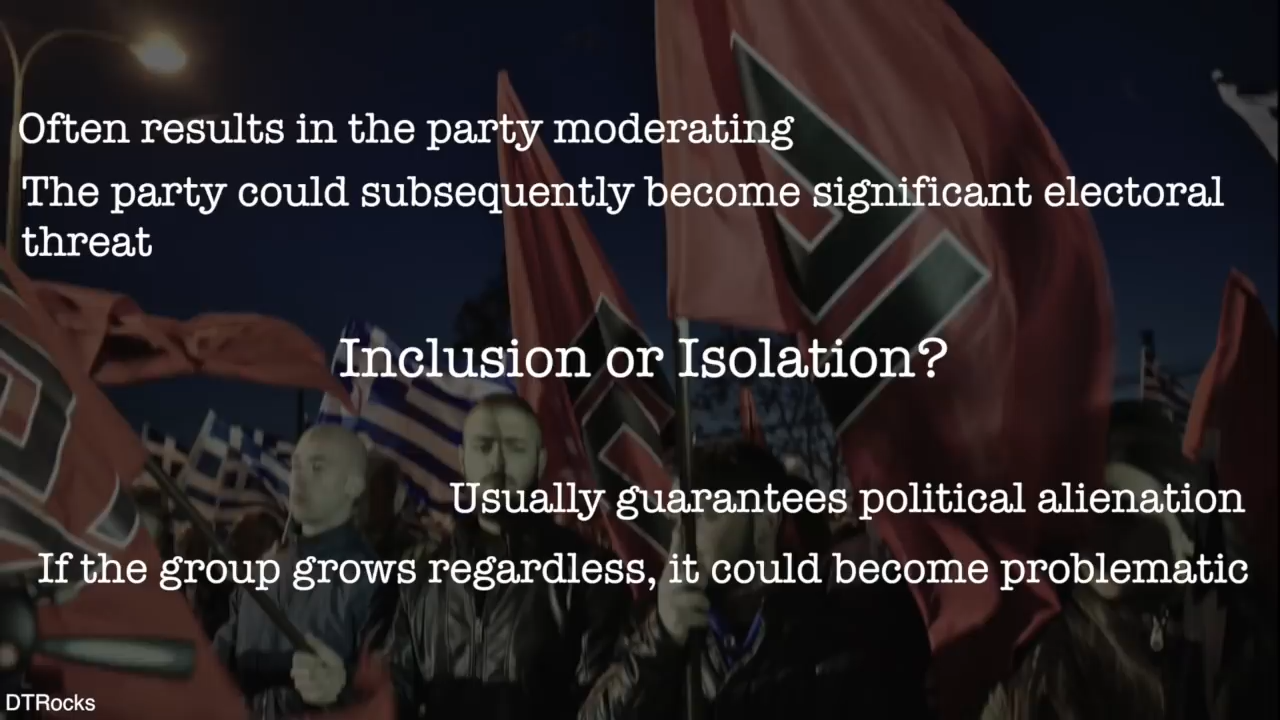 Often results in the party moderating
The party could subsequently become significant electoral
threat
Inclusion or Isolation?
Usually guarantees political alienation
If the group grows regardless, it could become problematic
DTRocks